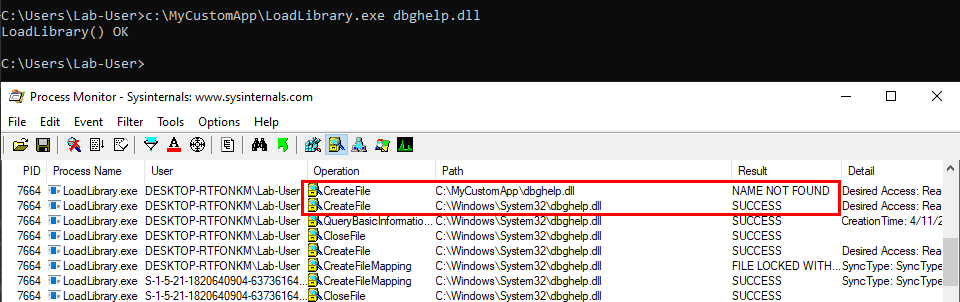 C:\Users\Lab-User>c:\MyCustomApp\LoadLibrary.exe dbghelp.dll
LoadLibrary() OK
C:\Users\Lab-User>
Process Monitor - Sysinternals: www.sysinternals.com
File Edit Event Filter Tools Options Help
PID Process Name User Operation Path Result Detail
7664 LoadLibrary.exe DESKTOP-RTFONKM\Lab-User CreateFile C:\MyCustomApp\dbghelp.dll NAME NOT FOUND Desired Access: Rea
7664 LoadLibrary.exe DESKTOP-RTFONKM\Lab-User CreateFile C:\Windows\System32\dbghelp.dll SUCCESS Desired Access: Rea
7664 LoadLibrary.exe DESKTOP-RTFONKM\Lab-User QueryBasicInformatio... C:\Windows\System32\dbghelp.dll SUCCESS CreationTime: 4/11/2
7664 LoadLibrary.exe DESKTOP-RTFONKM\Lab-User CloseFile C:\Windows\System32\dbghelp.dll SUCCESS
7664 LoadLibrary.exe DESKTOP-RTFONKM\Lab-User CreateFile C:\Windows\System32\dbghelp.dll SUCCESS Desired Access: Rea
7664 LoadLibrary.exe DESKTOP-RTFONKM\Lab-User CreateFileMapping C:\Windows\System32\dbghelp.dll FILE LOCKED WITH... SyncType: SyncType
7664 LoadLibrary.exe S-1-5-21-1820640904-63736164... CreateFileMapping C:\Windows\System32\dbghelp.dll SUCCESS SyncType: SyncType
7664 LoadLibrary.exe S-1-5-21-1820640904-63736164... CloseFile C:\Windows\System32\dbghelp.dll SUCCESS